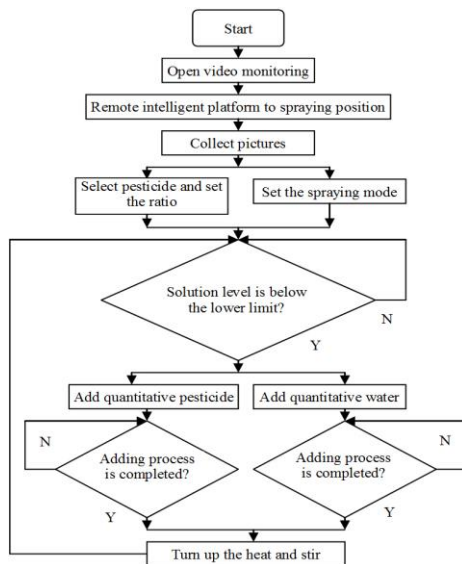 Start
Open video monitoring
Remote intelligent platform to spraying position
Collect pictures
Select pesticide and set
the ratio
Set the spraying mode
Solution level is below
the lower limit?
N
Y
Add quantitative pesticide
Add quantitative water
N
Adding process
is completed?
Y
N
Adding process
is completed?
Y
Turn up the heat and stir